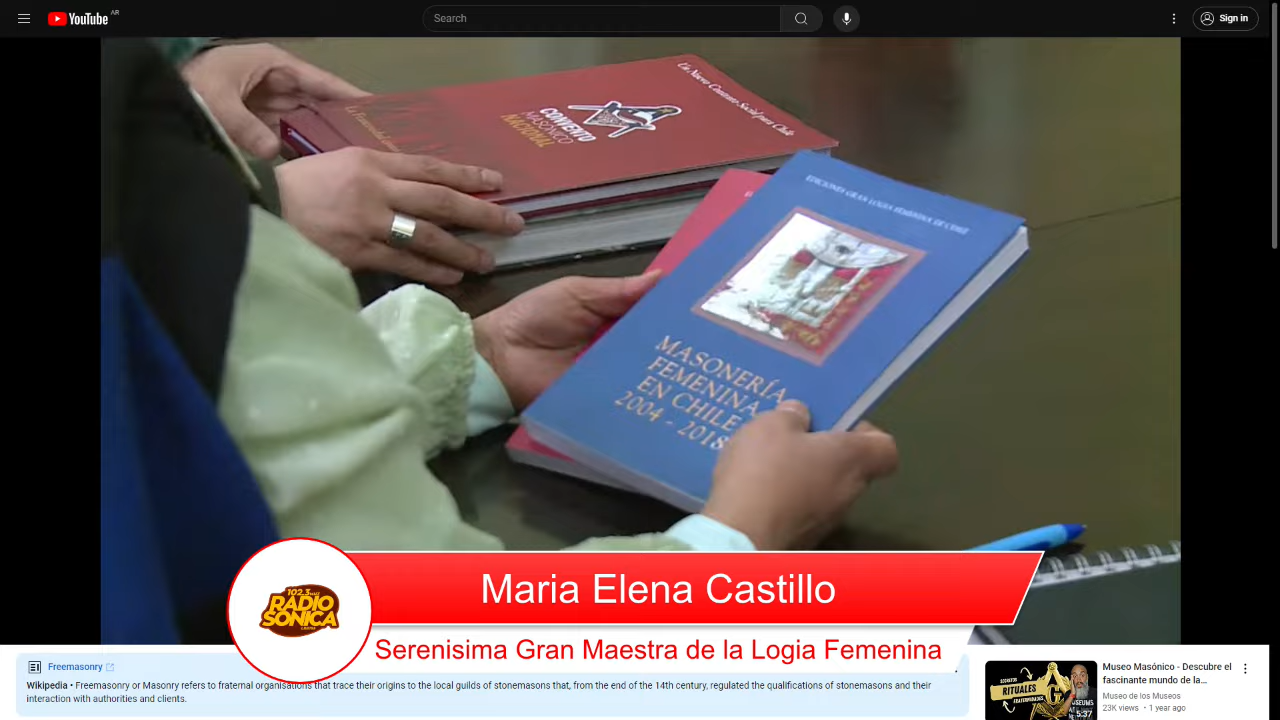 YouTube AR
Search
Sign in
Un Nuevo Contrato Social para Chile
CONVENTO
MASÓNICO
NACIONAL
EDICIONES GRAN LOGIA FEMENINA DE CHILE
MASONERÍA
FEMENINA
EN CHILE
2004 - 2018
102.3
RADIO
SONICA
Maria Elena Castillo
Serenisima Gran Maestra de la Logia Femenina
Freemasonry
Wikipedia • Freemasonry or Masonry refers to fraternal organisations that trace their origins to the local guilds of stonemasons that, from the end of the 14th century, regulated the qualifications of stonemasons and their
interaction with authorities and clients.
RITUALES
5:37
Museo Masónico - Descubre el
fascinante mundo de la...
Museo de los Museos
23K views • 1 year ago